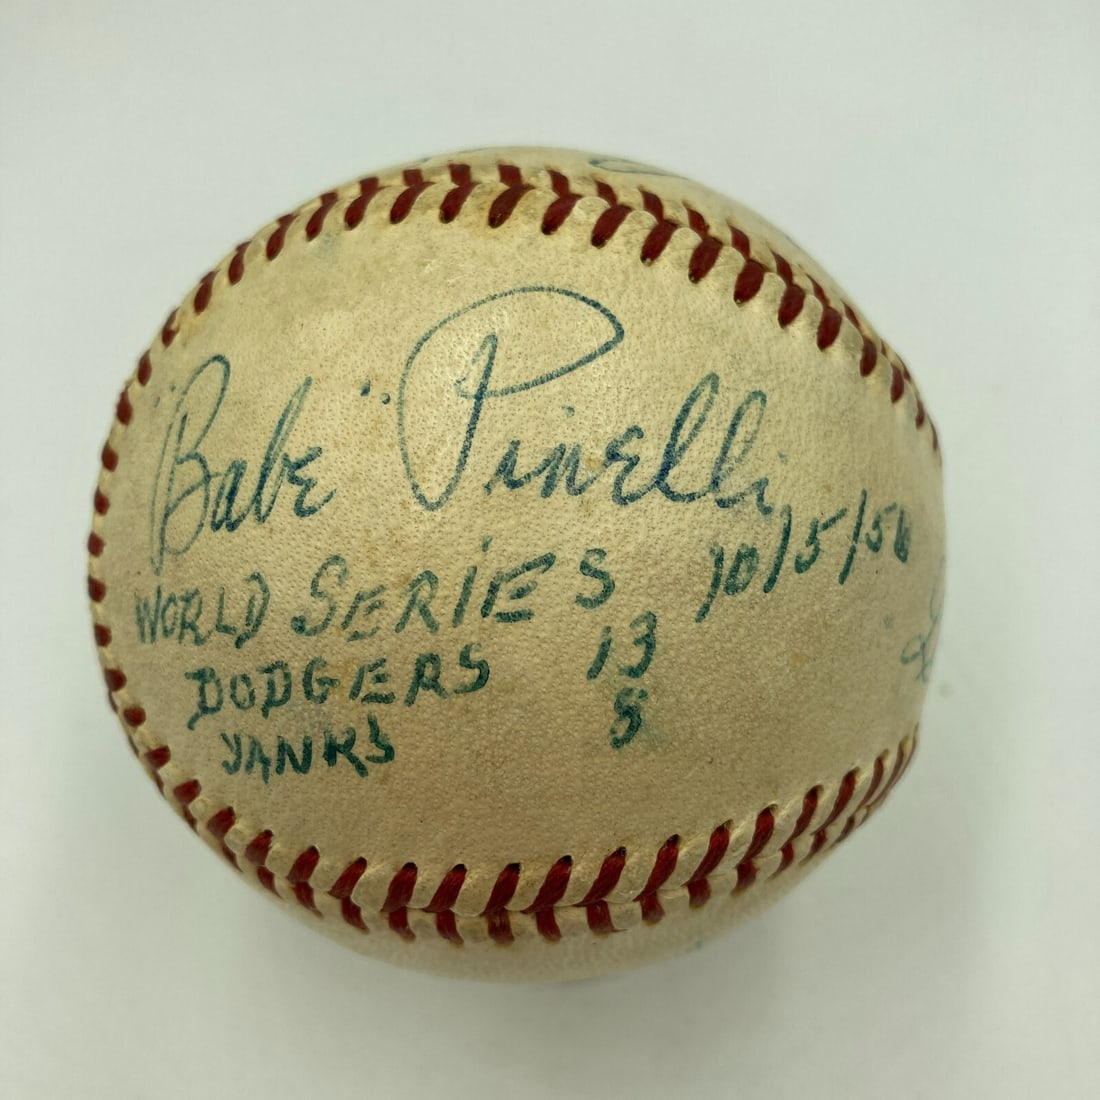 "Babe" Pinelli
WORLD SERIES 10/5/56
DODGERS 13
YANKS 8